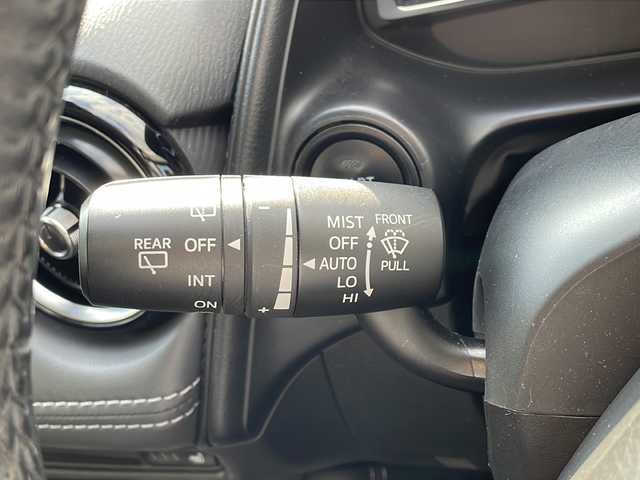 REAR
OFF
INT
ON
−
+
MIST
OFF
AUTO
LO
HI
FRONT
PULL